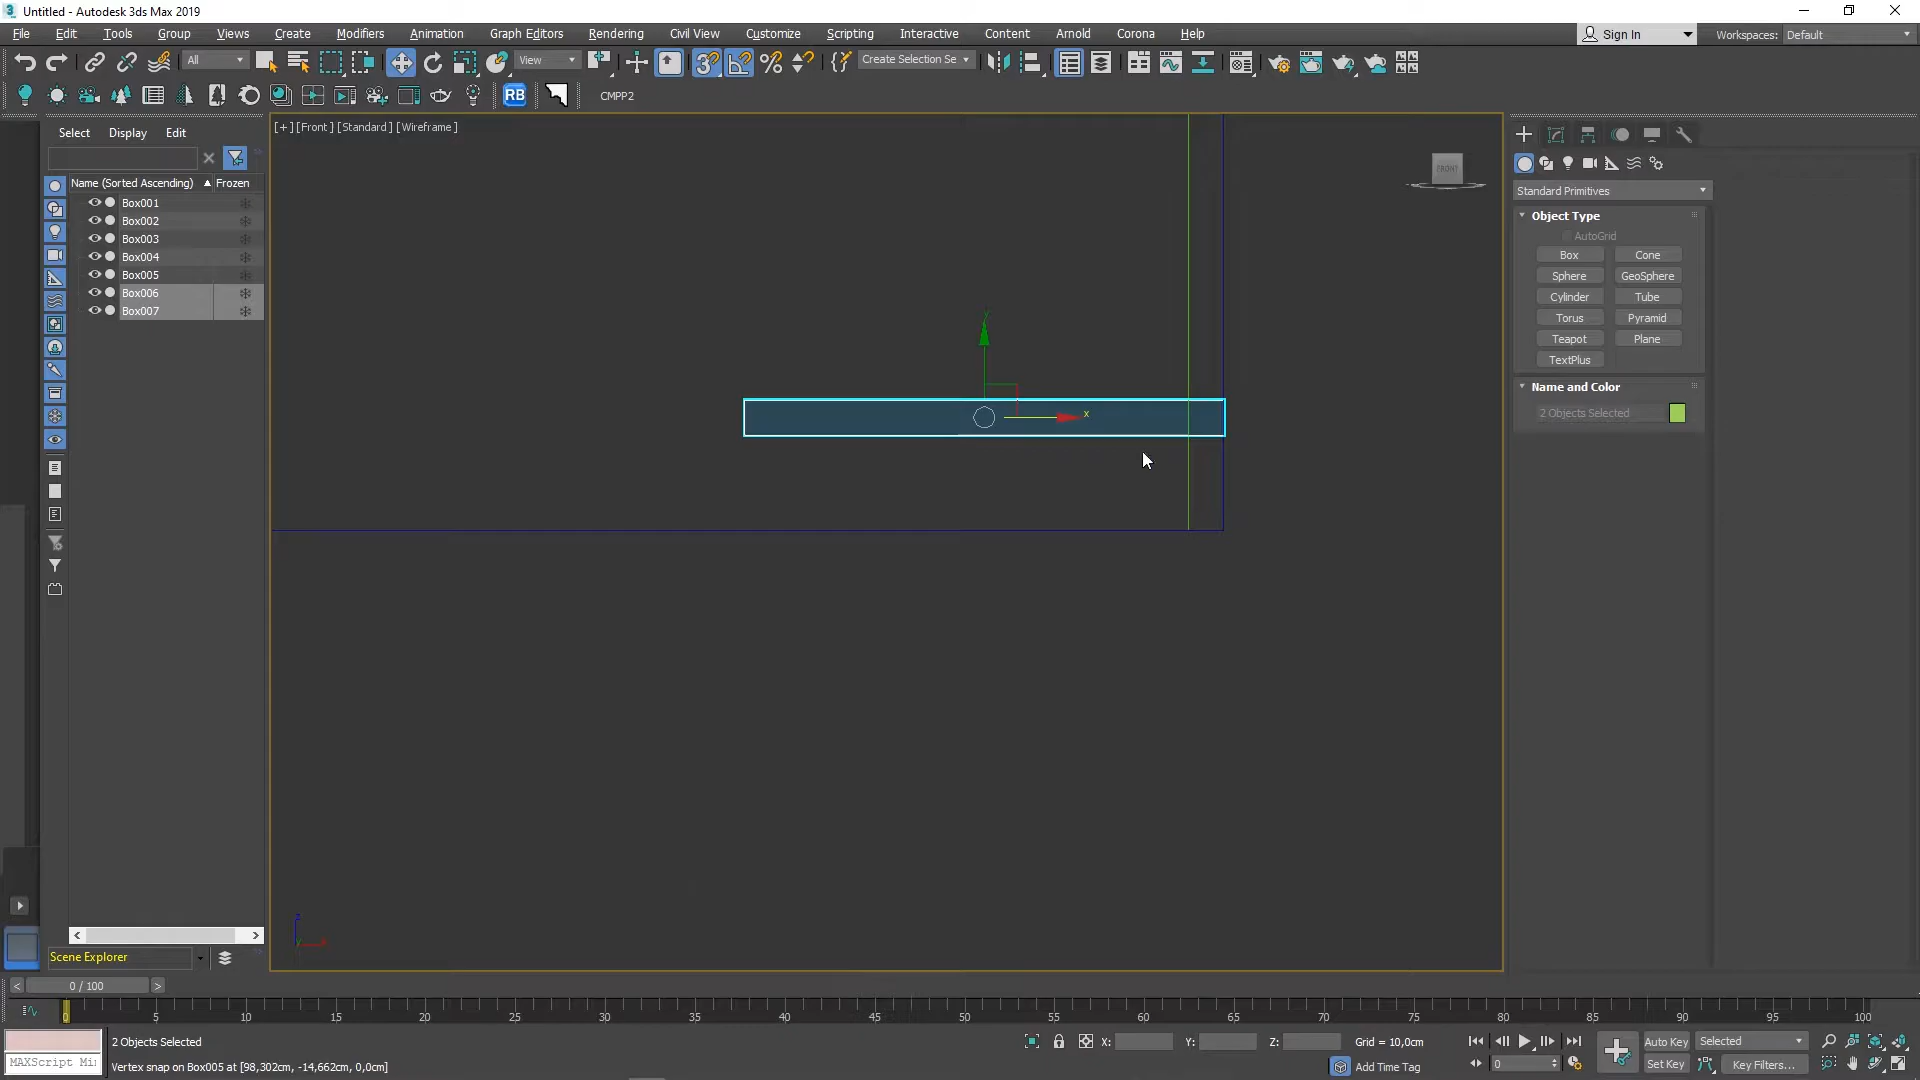 Untitled - Autodesk 3ds Max 2019
File Edit Tools Group Views Create Modifiers Animation Graph Editors Rendering Civil View Customize Scripting Interactive Content Arnold Corona Help
Sign In Workspaces: Default
All View Create Selection Se
RB CMPP2
Select Display Edit
Name (Sorted Ascending) Frozen
Box001
Box002
Box003
Box004
Box005
Box006
Box007
[+] [Front] [Standard] [Wireframe]
FRONT
y
x
Standard Primitives
Object Type
AutoGrid
Box Cone
Sphere GeoSphere
Cylinder Tube
Torus Pyramid
Teapot Plane
TextPlus
Name and Color
2 Objects Selected
z
Scene Explorer
0 / 100
0 5 10 15 20 25 30 35 40 45 50 55 60 65 70 75 80 85 90 95 100
2 Objects Selected X: Y: Z: Grid = 10,0cm Auto Key Selected
MAXScript Mi Vertex snap on Box005 at [98,302cm, -14,662cm, 0,0cm] Add Time Tag 0 Set Key Key Filters...